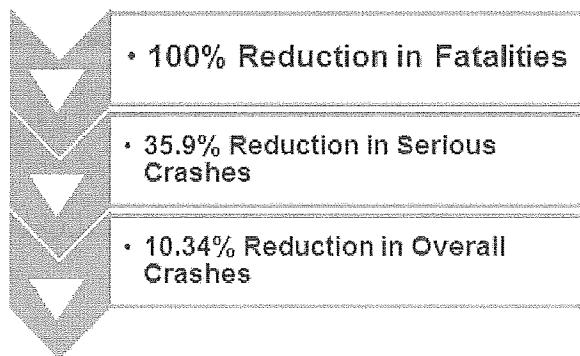 • 100% Reduction in Fatalities
• 35.9% Reduction in Serious
Crashes
• 10.34% Reduction in Overall
Crashes